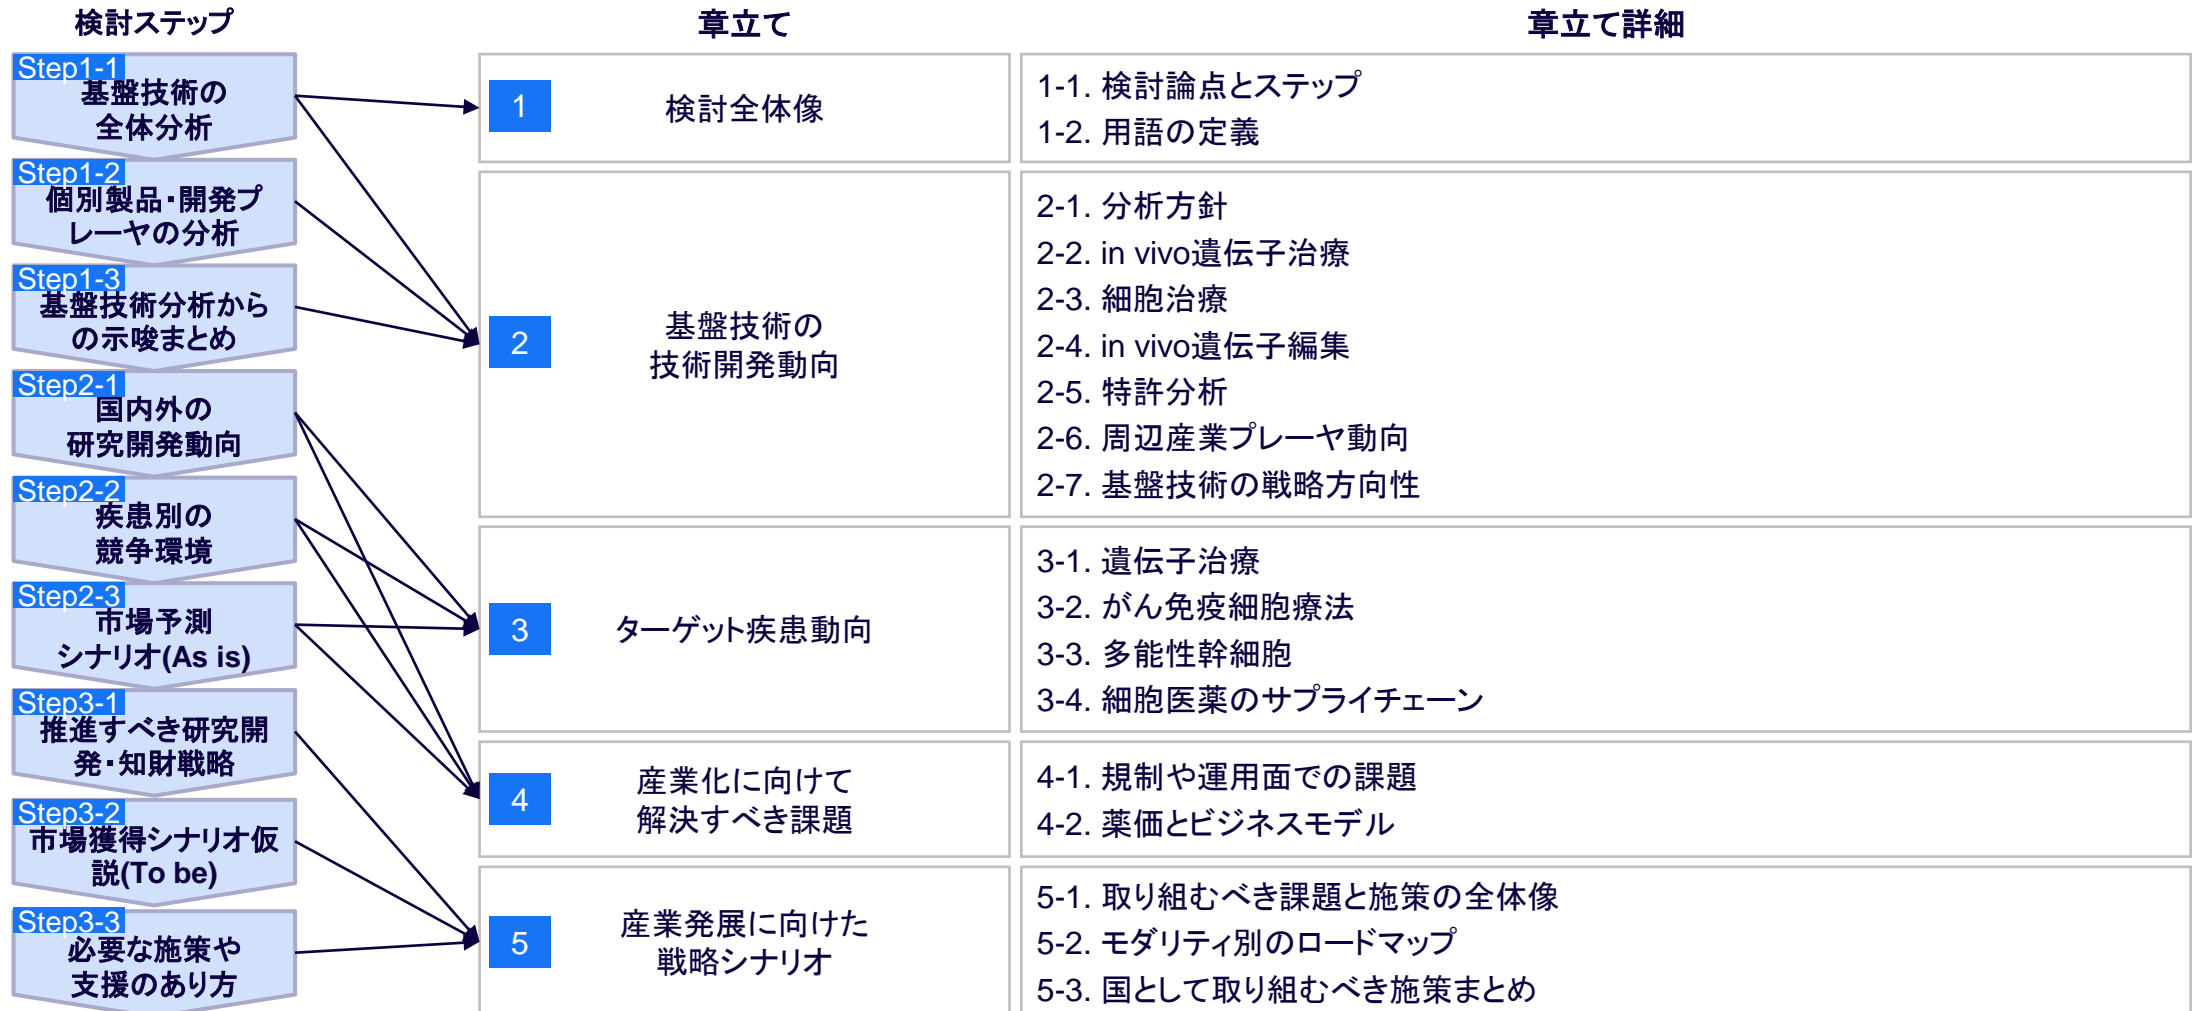 検討ステップ
章立て
章立て詳細
Step1-1
基盤技術の
全体分析
Step1-2
個別製品・開発プ
レーヤの分析
Step1-3
基盤技術分析から
の示唆まとめ
Step2-1
国内外の
研究開発動向
Step2-2
疾患別の
競争環境
Step2-3
市場予測
シナリオ(As is)
Step3-1
推進すべき研究開
発・知財戦略
Step3-2
市場獲得シナリオ仮
説(To be)
Step3-3
必要な施策や
支援のあり方
1
検討全体像
1-1. 検討論点とステップ
1-2. 用語の定義
2
基盤技術の
技術開発動向
2-1. 分析方針
2-2. in vivo遺伝子治療
2-3. 細胞治療
2-4. in vivo遺伝子編集
2-5. 特許分析
2-6. 周辺産業プレーヤ動向
2-7. 基盤技術の戦略方向性
3
ターゲット疾患動向
3-1. 遺伝子治療
3-2. がん免疫細胞療法
3-3. 多能性幹細胞
3-4. 細胞医薬のサプライチェーン
4
産業化に向けて
解決すべき課題
4-1. 規制や運用面での課題
4-2. 薬価とビジネスモデル
5
産業発展に向けた
戦略シナリオ
5-1. 取り組むべき課題と施策の全体像
5-2. モダリティ別のロードマップ
5-3. 国として取り組むべき施策まとめ